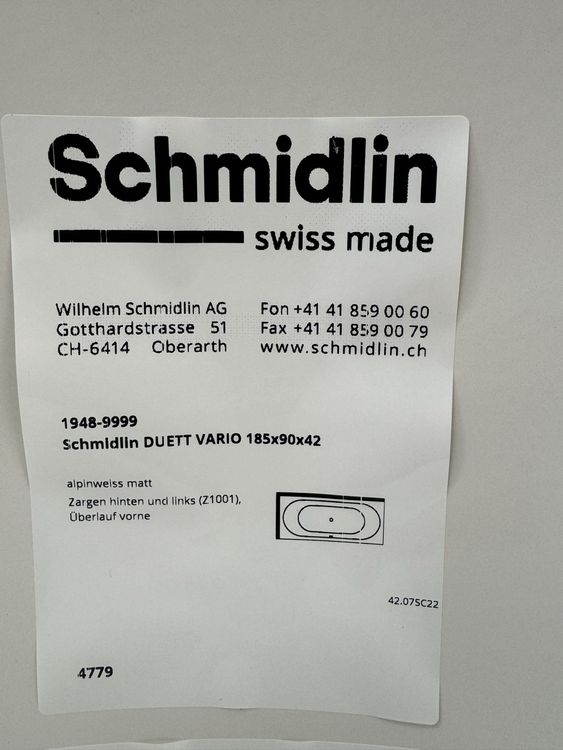 Schmidlin
swiss made
Wilhelm Schmidlin AG Fon +41 41 859 00 60
Gotthardstrasse 51 Fax +41 41 859 00 79
CH-6414 Oberarth www.schmidlin.ch
1948-9999
Schmidlin DUETT VARIO 185x90x42
alpinweiss matt
Zargen hinten und links (Z1001),
Überlauf vorne
42.07SC22
4779